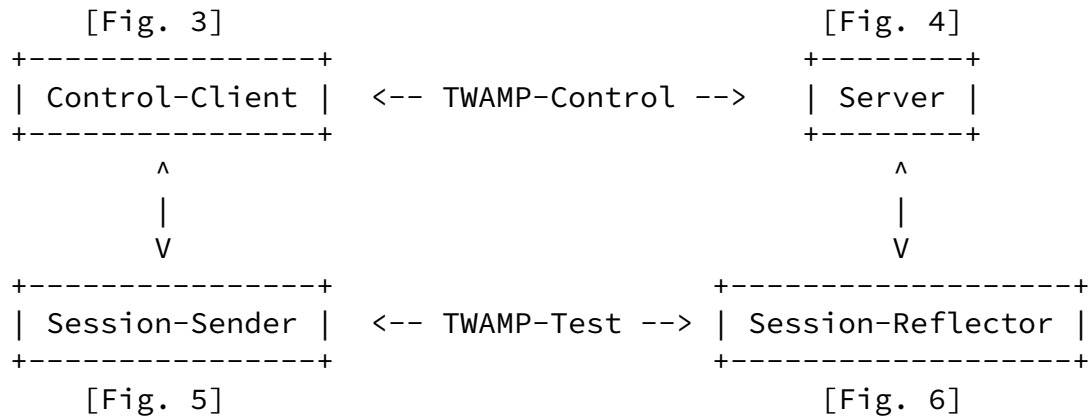 [Fig. 3] [Fig. 4]
+----------------+ +--------+
| Control-Client | <-- TWAMP-Control --> | Server |
+----------------+ +--------+
^ ^
| |
V V
+----------------+ +-------------------+
| Session-Sender | <-- TWAMP-Test --> | Session-Reflector |
+----------------+ +-------------------+
[Fig. 5] [Fig. 6]